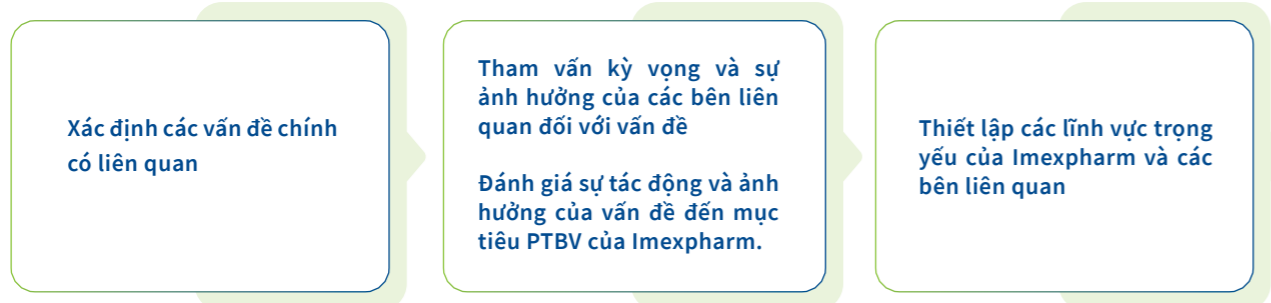 Xác định các vấn đề chính
có liên quan
Tham vấn kỳ vọng và sự
ảnh hưởng của các bên liên
quan đối với vấn đề
Đánh giá sự tác động và ảnh
hưởng của vấn đề đến mục
tiêu PTBV của Imexpharm.
Thiết lập các lĩnh vực trọng
yếu của Imexpharm và các
bên liên quan